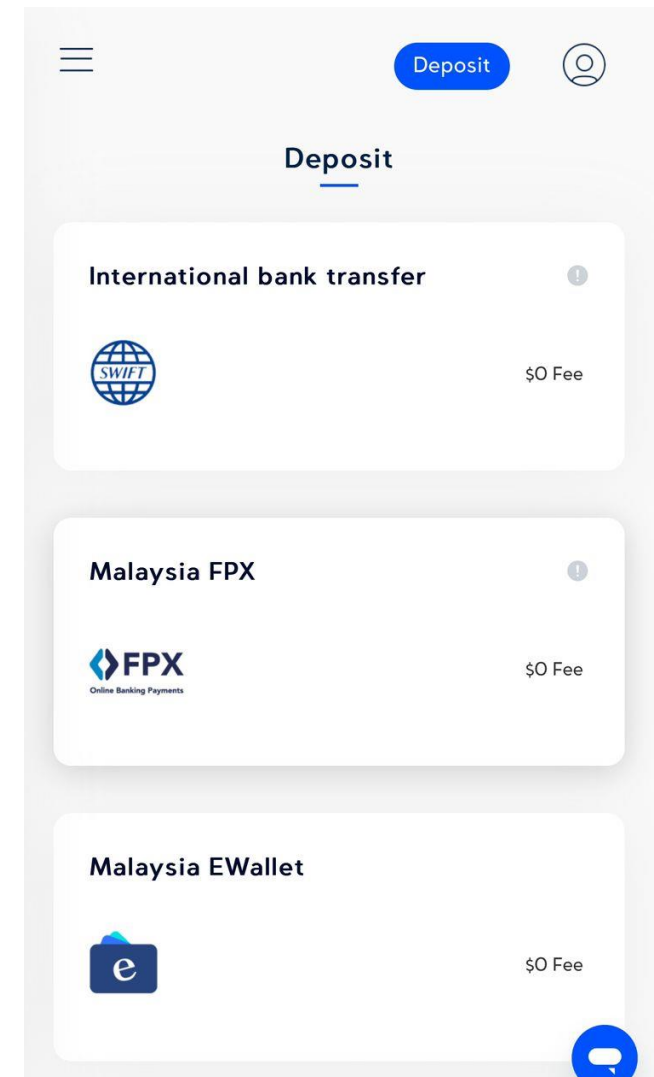 Deposit
Deposit
International bank transfer
SWIFT
$0 Fee
Malaysia FPX
FPX
Online Banking Payments
$0 Fee
Malaysia EWallet
e
$0 Fee